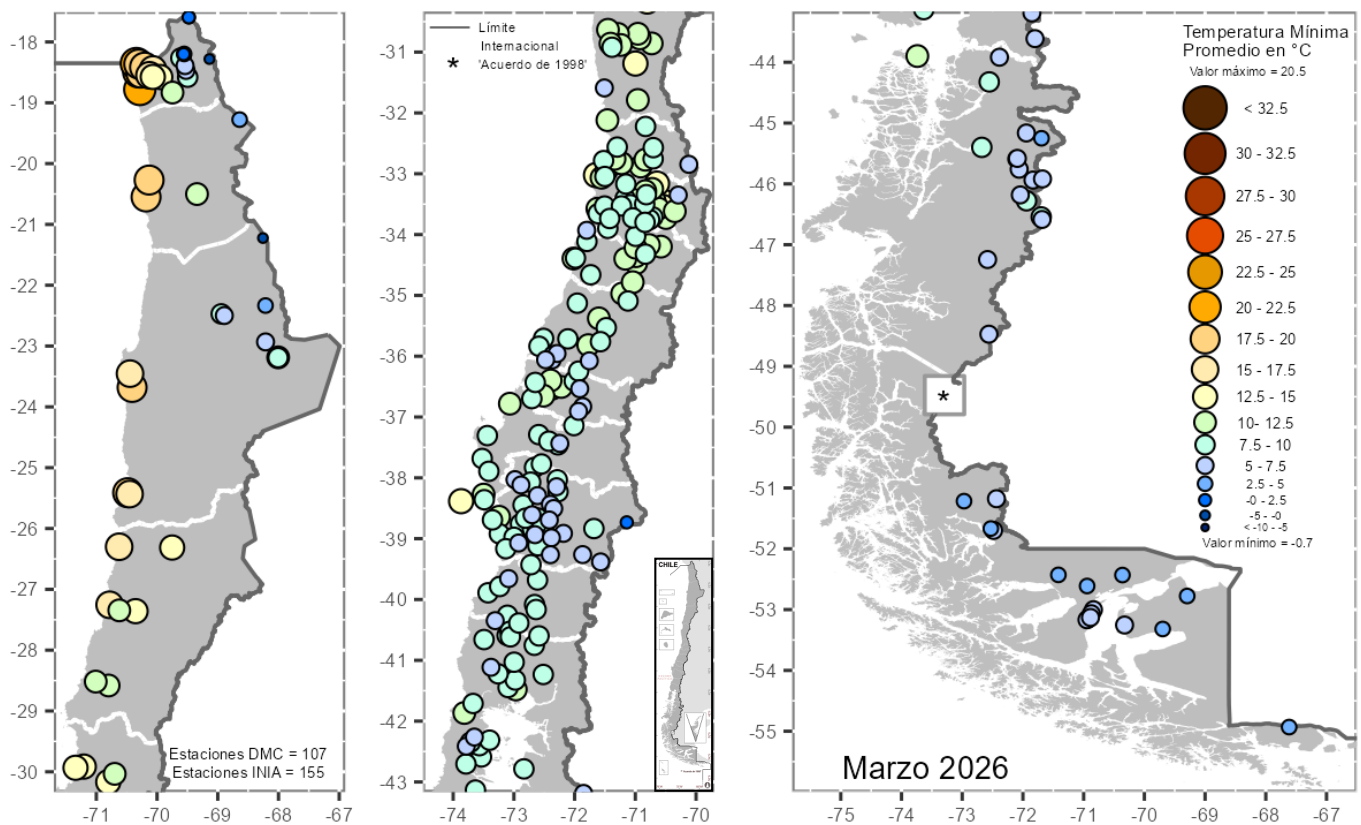 -18
-19
-20
-21
-22
-23
-24
-25
-26
-27
-28
-29
-30
-71
-70
-69
-68
-67
Estaciones DMC = 107
Estaciones INIA = 155
-31
-32
-33
-34
-35
-36
-37
-38
-39
-40
-41
-42
-43
-74
-73
-72
-71
-70
Límite
Internacional
'Acuerdo de 1998'
*
CHILE
-44
-45
-46
-47
-48
-49
-50
-51
-52
-53
-54
-55
-75
-74
-73
-72
-71
-70
-69
-68
-67
*
Marzo 2026
Temperatura Mínima
Promedio en °C
Valor máximo = 20.5
< 32.5
30 - 32.5
27.5 - 30
25 - 27.5
22.5 - 25
20 - 22.5
17.5 - 20
15 - 17.5
12.5 - 15
10- 12.5
7.5 - 10
5 - 7.5
2.5 - 5
-0 - 2.5
-5 - -0
< -10 - -5
Valor mínimo = -0.7